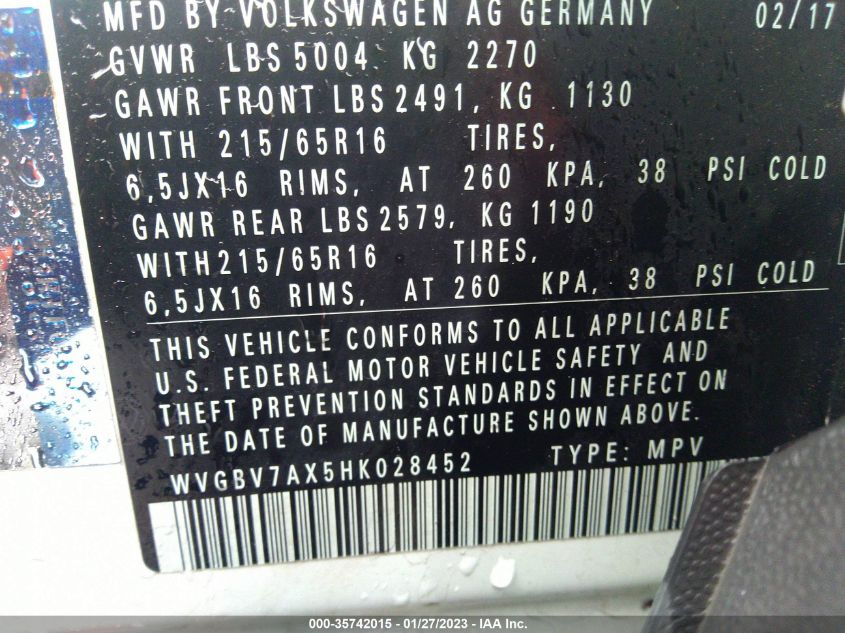 MFD BY VOLKSWAGEN AG GERMANY 02/17
GVWR LBS 5004 KG 2270
GAWR FRONT LBS 2491, KG 1130
WITH 215/65R16 TIRES,
6,5JX16 RIMS, AT 260 KPA, 38 PSI COLD
GAWR REAR LBS 2579, KG 1190
WITH 215/65R16 TIRES,
6,5JX16 RIMS, AT 260 KPA, 38 PSI COLD
THIS VEHICLE CONFORMS TO ALL APPLICABLE
U.S. FEDERAL MOTOR VEHICLE SAFETY AND
THEFT PREVENTION STANDARDS IN EFFECT ON
THE DATE OF MANUFACTURE SHOWN ABOVE.
WVGBV7AX5HK028452 TYPE: MPV
000-35742015 - 01/27/2023 - IAA Inc.